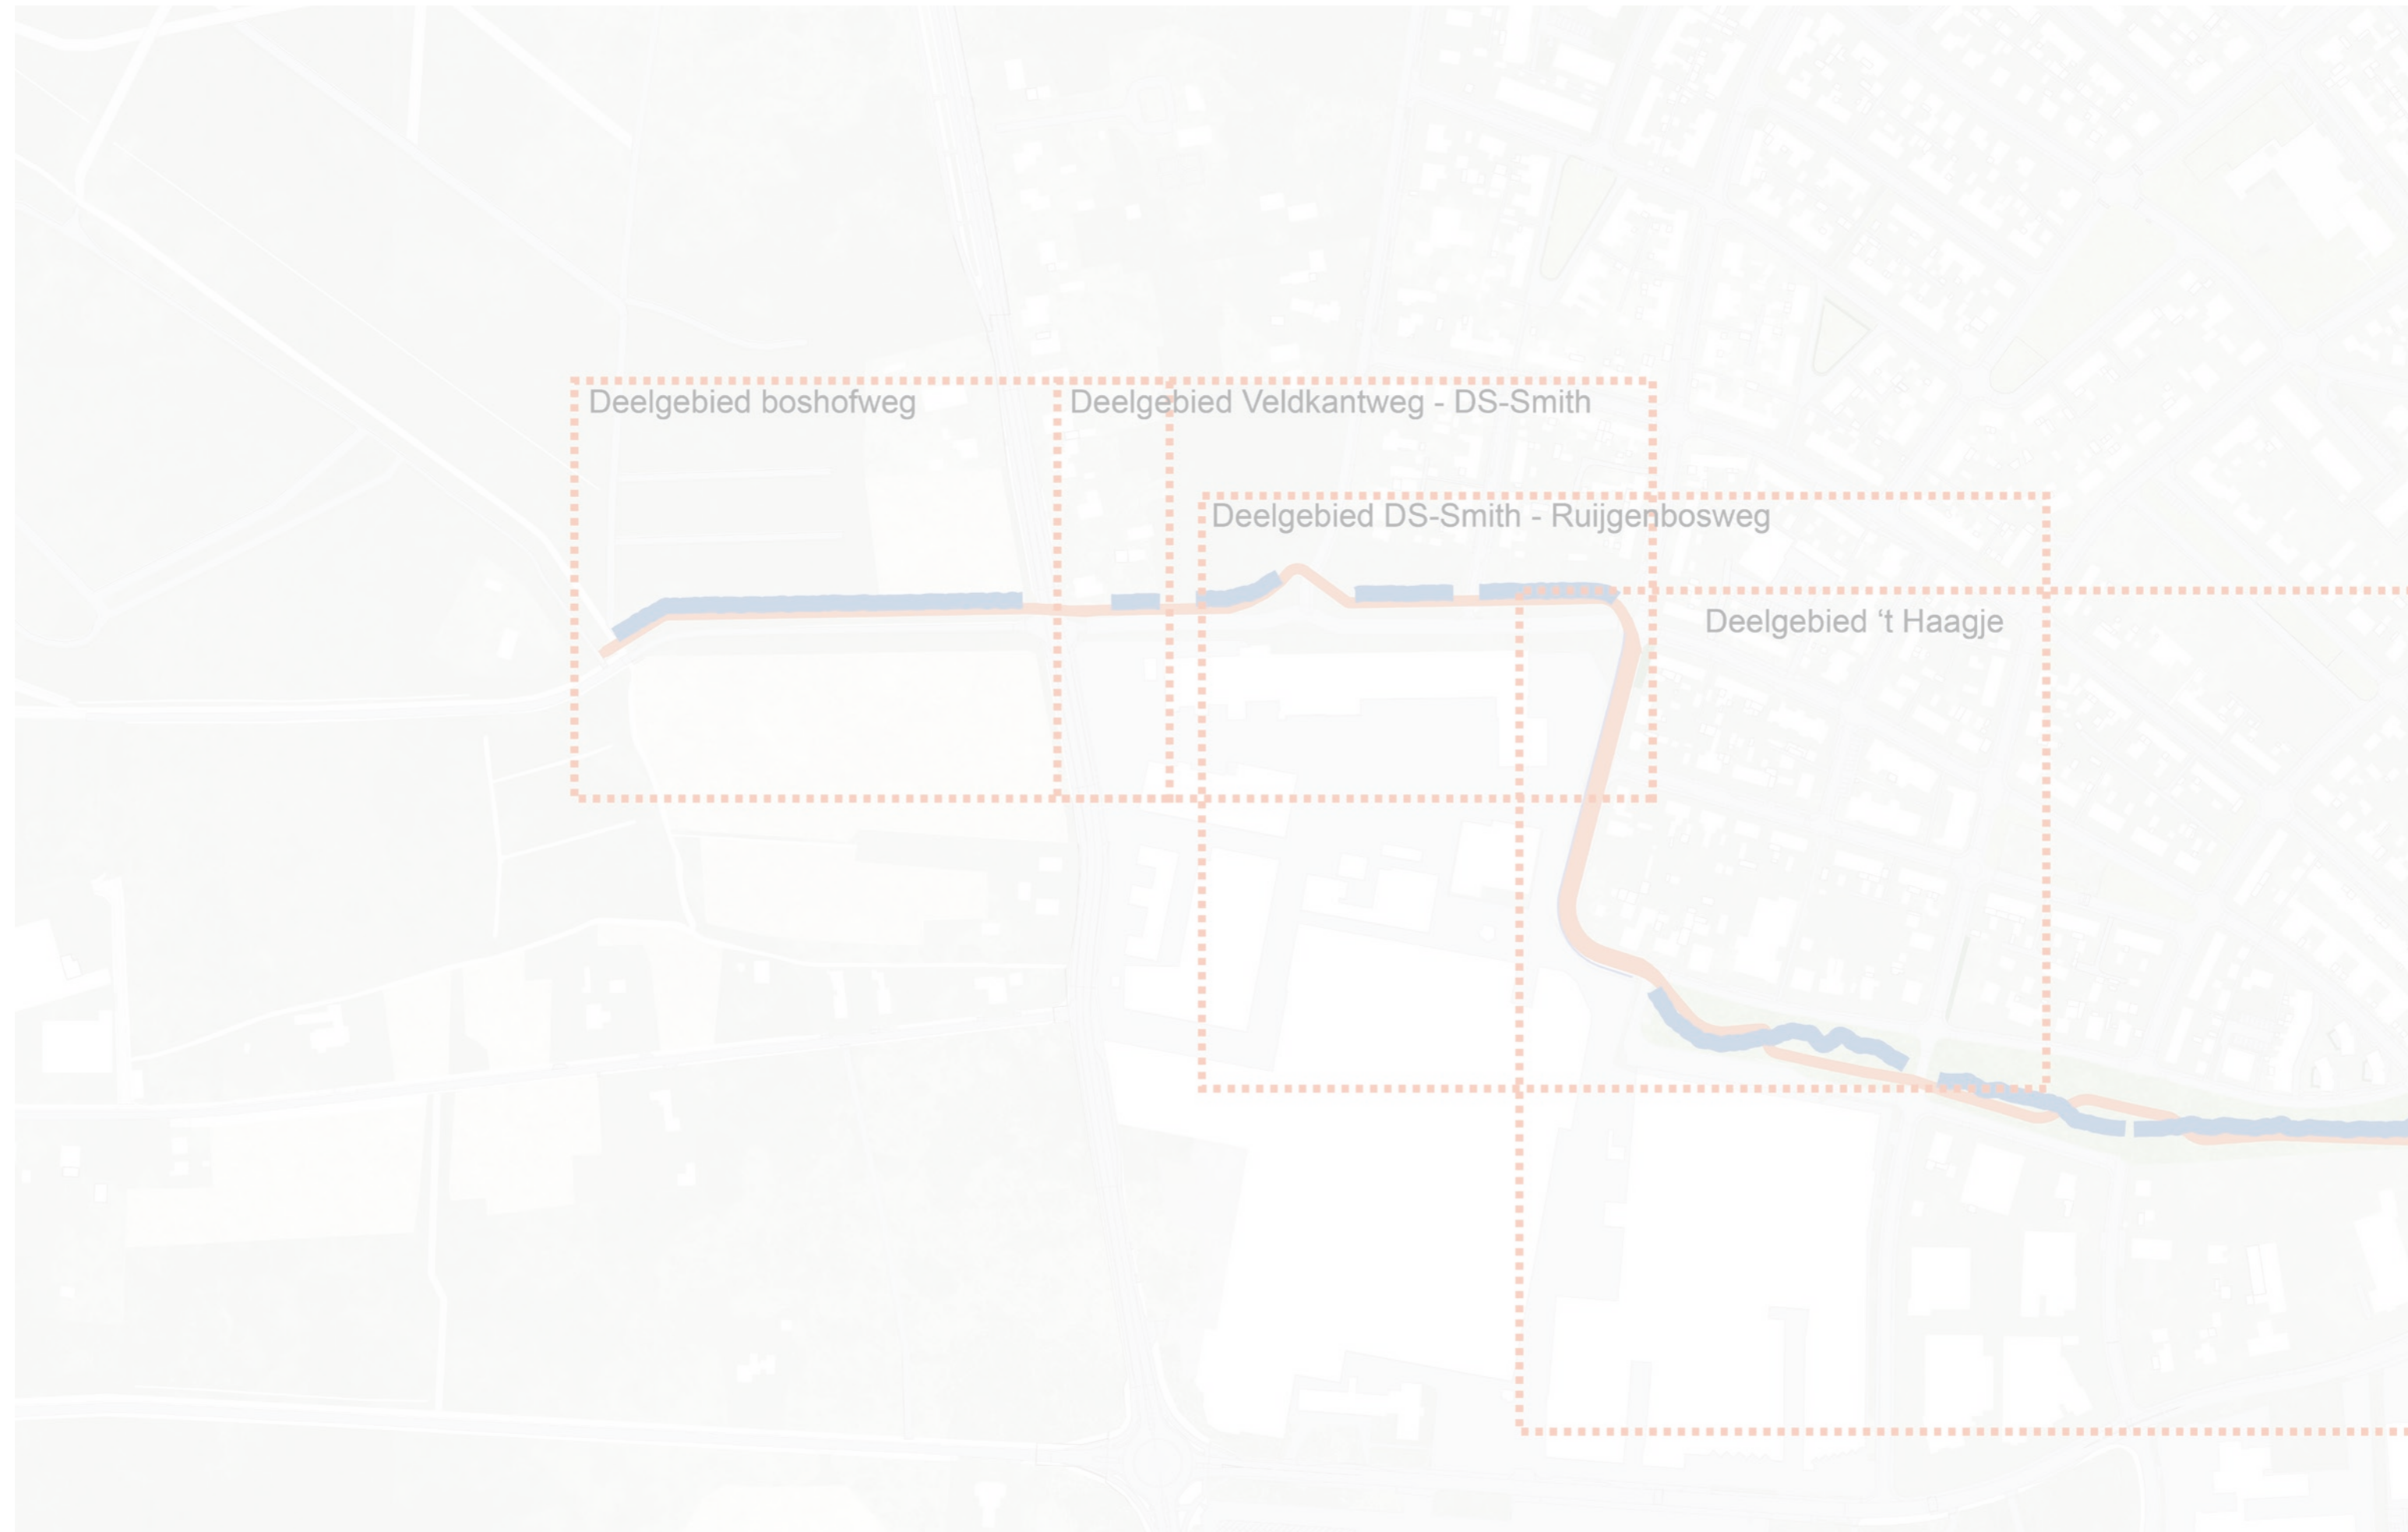 Deelgebied boshofweg
Deelgebied Veldkantweg - DS-Smith
Deelgebied DS-Smith - Ruijgenbosweg
Deelgebied ‘t Haagje